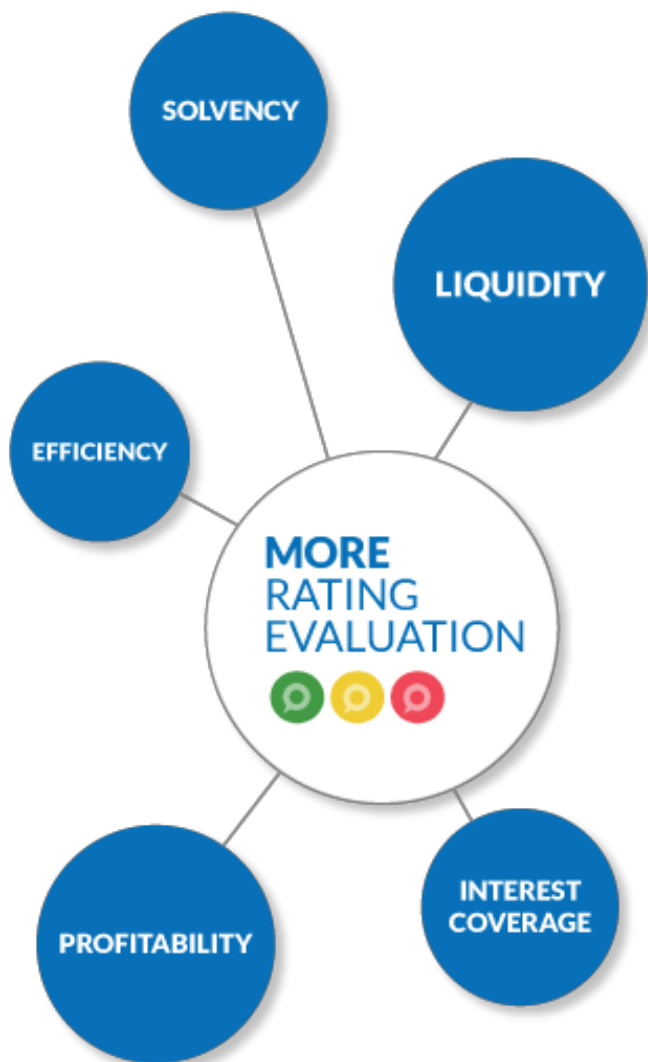 SOLVENCY
LIQUIDITY
EFFICIENCY
MORE
RATING
EVALUATION
PROFITABILITY
INTEREST
COVERAGE